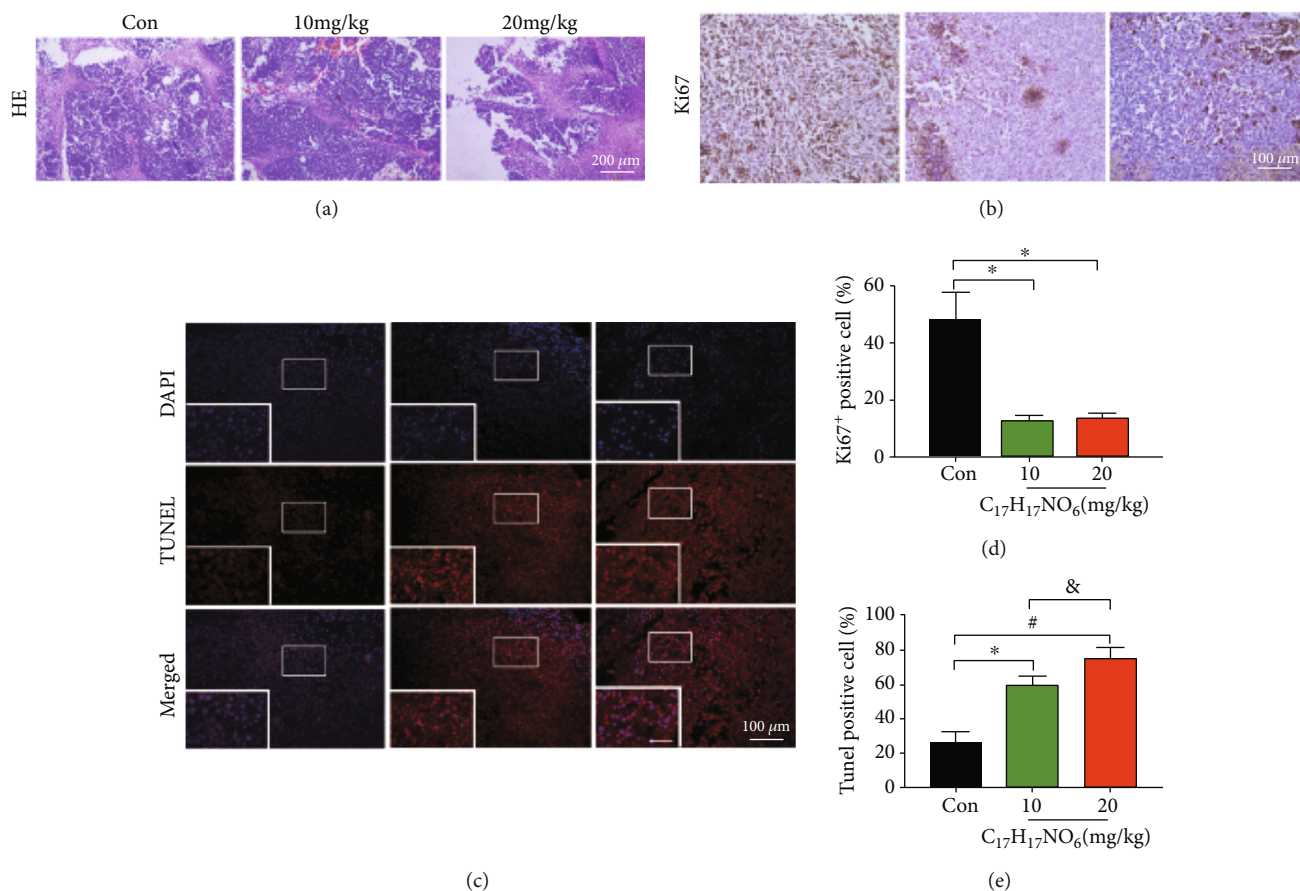 Con 10mg/kg 20mg/kg
HE
200 μm
(a)
Ki67
100 μm
(b)
DAPI
TUNEL
Merged
100 μm
(c)
Ki67⁺ positive cell (%)
60
40
20
0
* *
Con 10 20
C₁₇H₁₇NO₆(mg/kg)
(d)
Tunel positive cell (%)
100
80
60
40
20
0
&
#
*
Con 10 20
C₁₇H₁₇NO₆(mg/kg)
(e)